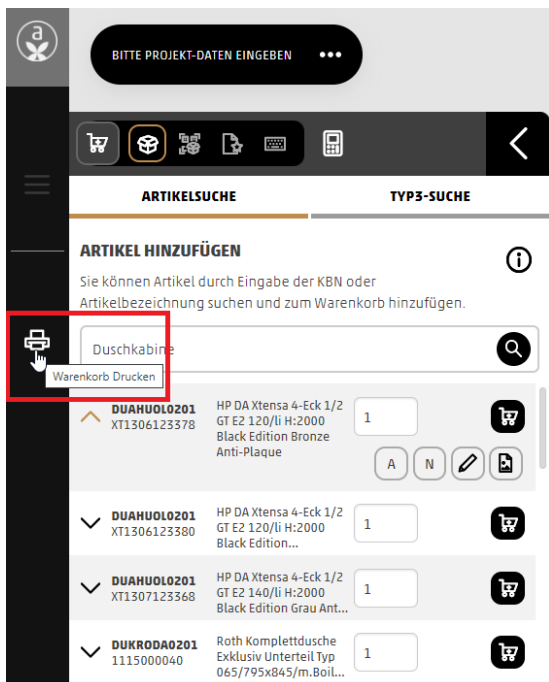 a
BITTE PROJEKT-DATEN EINGEBEN
ARTIKELSUCHE
TYP3-SUCHE
ARTIKEL HINZUFÜGEN
Sie können Artikel durch Eingabe der KBN oder
Artikelbezeichnung suchen und zum Warenkorb hinzufügen.
Duschkabine
Warenkorb Drucken
DUAHUOL0201
XT1306123378
HP DA Xtensa 4-Eck 1/2
GT E2 120/li H:2000
Black Edition Bronze
Anti-Plaque
1
A
N
DUAHUOL0201
XT1306123380
HP DA Xtensa 4-Eck 1/2
GT E2 120/li H:2000
Black Edition...
1
DUAHUOL0201
XT1307123368
HP DA Xtensa 4-Eck 1/2
GT E2 140/li H:2000
Black Edition Grau Ant...
1
DUKRODA0201
1115000040
Roth Komplettdusche
Exklusiv Unterteil Typ
065/795x845/m.Boil...
1